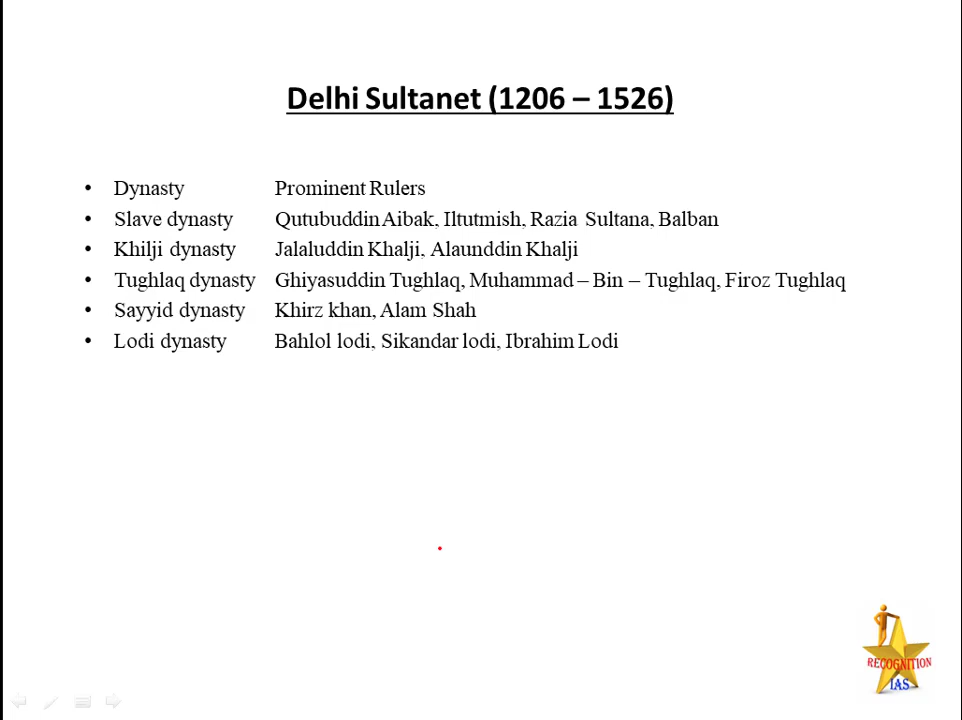 Delhi Sultanet (1206 – 1526)
• Dynasty Prominent Rulers
• Slave dynasty Qutubuddin Aibak, Iltutmish, Razia Sultana, Balban
• Khilji dynasty Jalaluddin Khalji, Alaunddin Khalji
• Tughlaq dynasty Ghiyasuddin Tughlaq, Muhammad – Bin – Tughlaq, Firoz Tughlaq
• Sayyid dynasty Khirz khan, Alam Shah
• Lodi dynasty Bahlol lodi, Sikandar lodi, Ibrahim Lodi
RECOGNITION
IAS